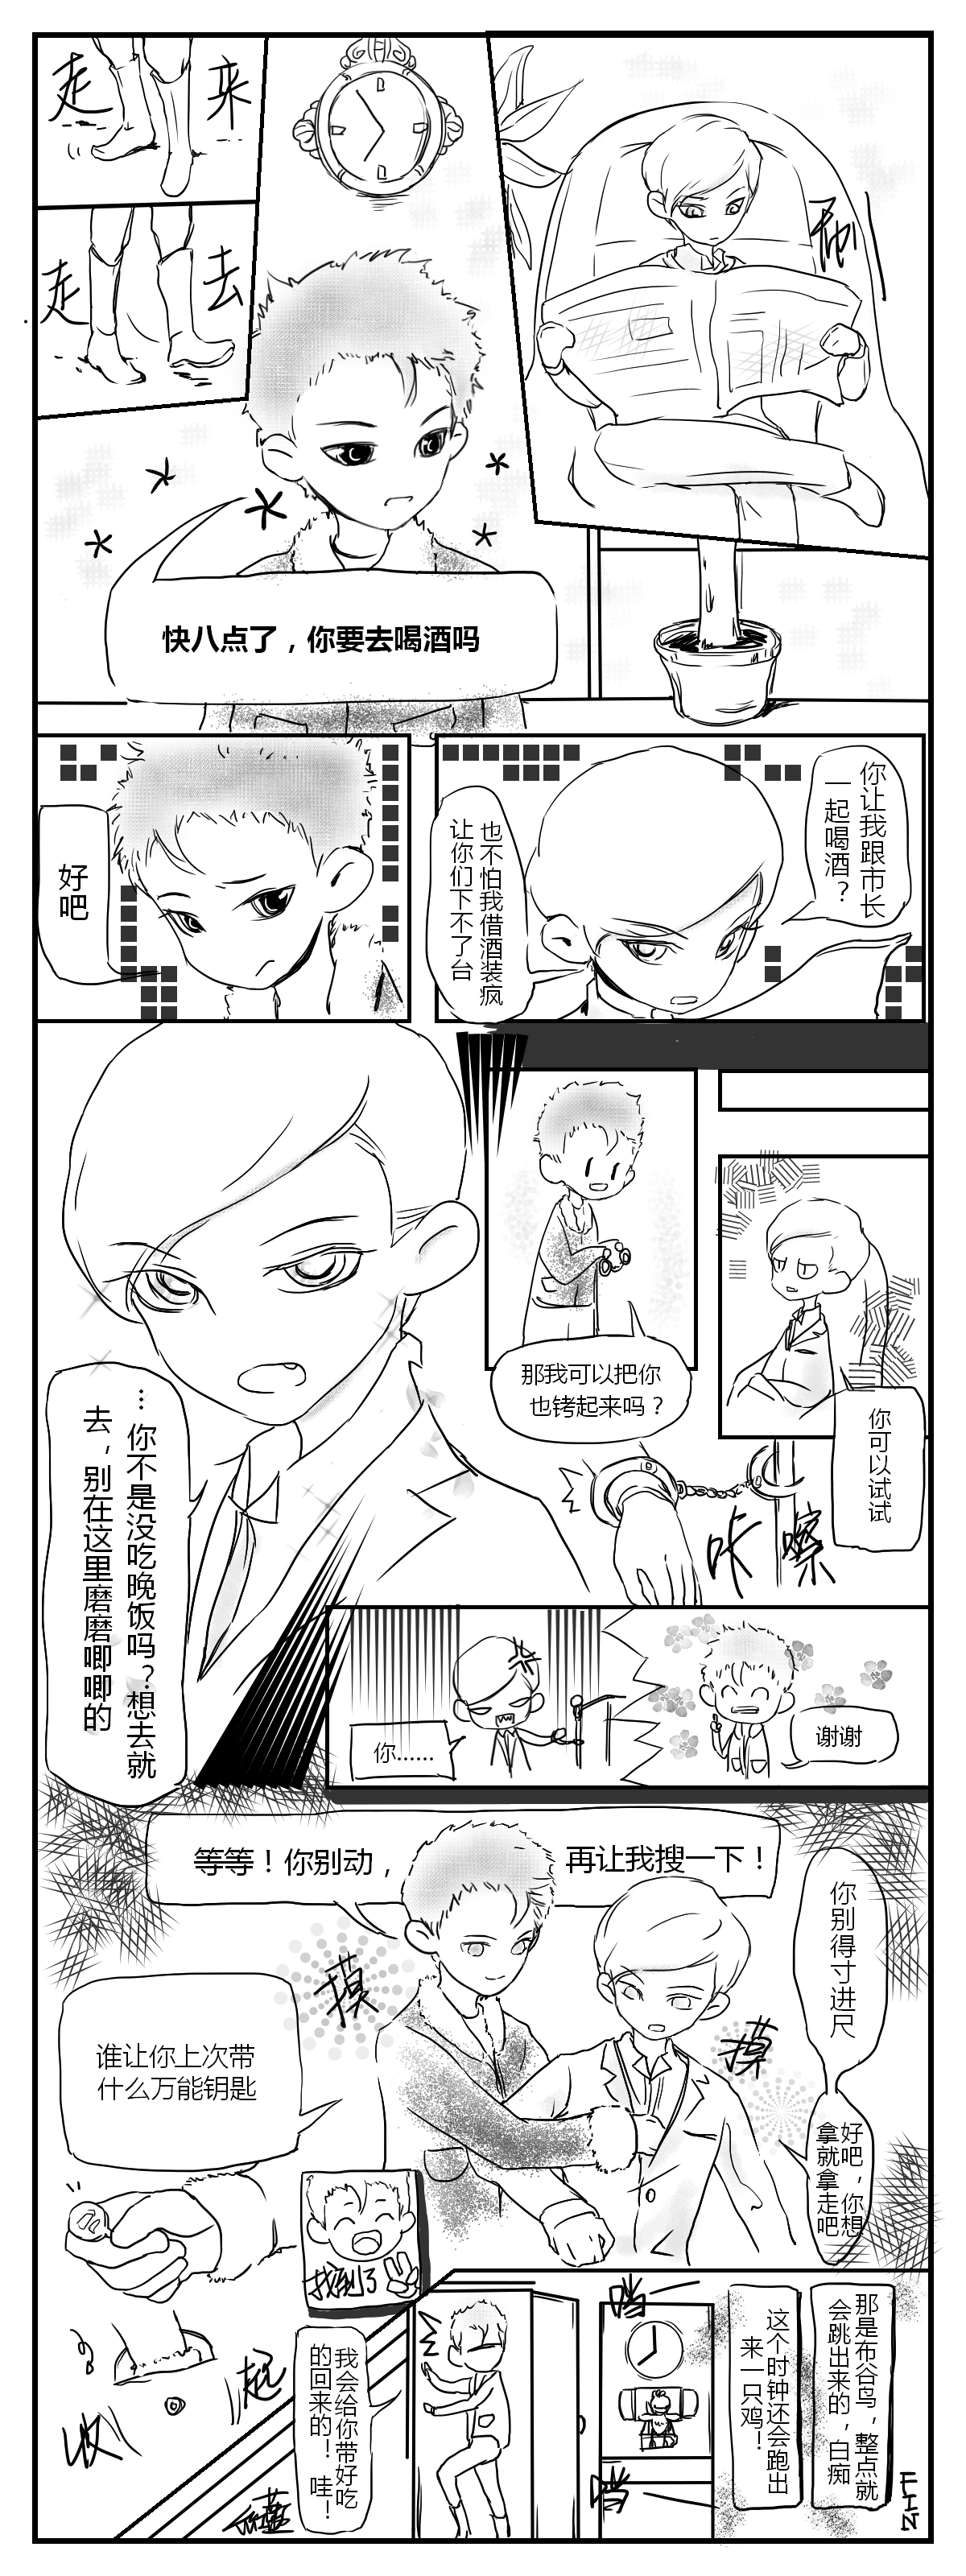 走来
走去
快八点了，你要去喝酒吗
你让我跟市长
一起喝酒？
也不怕我借酒装疯
让你们下不了台
好吧
…你不是没吃晚饭吗？想去就
去，别在这里磨磨唧唧的
那我可以把你
也铐起来吗？
你可以试试
咔嚓
你……
谢谢
等等！你别动，
再让我搜一下！
你别得寸进尺
摸
摸
好吧，你想
拿就拿走吧
谁让你上次带
什么万能钥匙
找到了
收起
我会给你带好吃
的回来的！哇！
当
当
这个时钟还会跑出
来一只鸡！
那是布谷鸟，整点就
会跳出来的，白痴
FIN